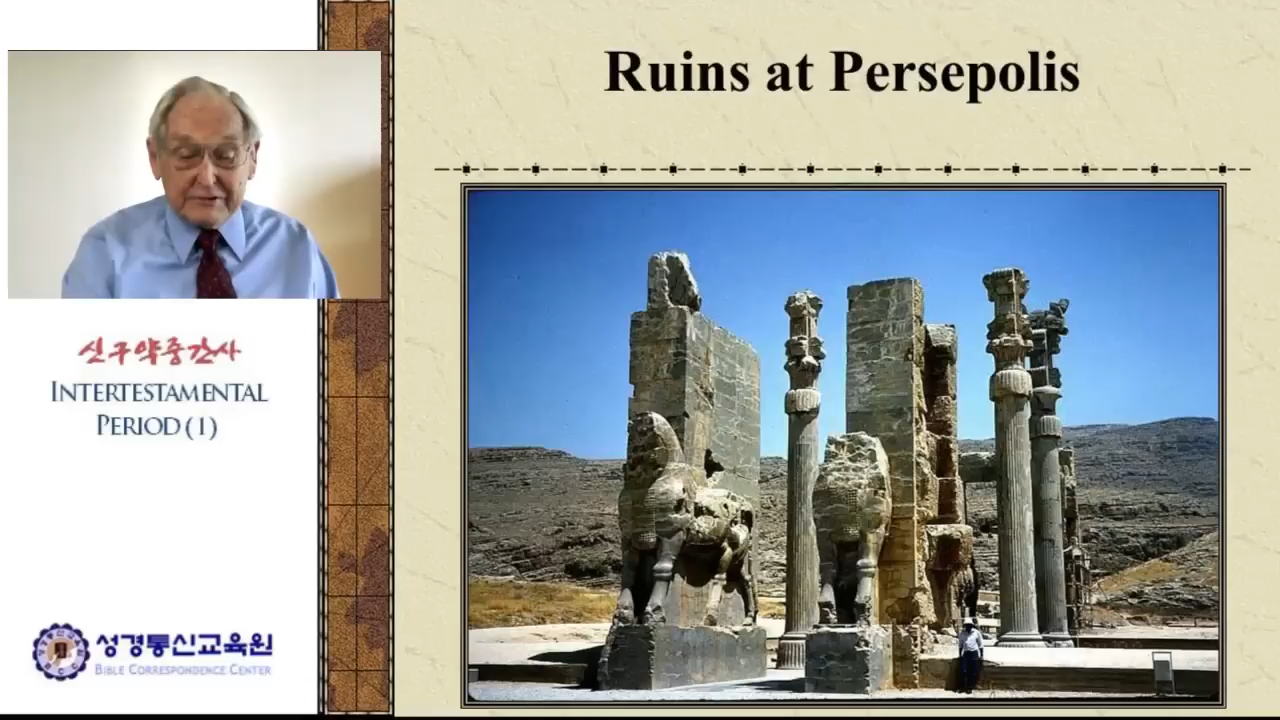 Ruins at Persepolis
신구약중간사
INTERTESTAMENTAL
PERIOD (1)
성경통신교육원
BIBLE CORRESPONDENCE CENTER